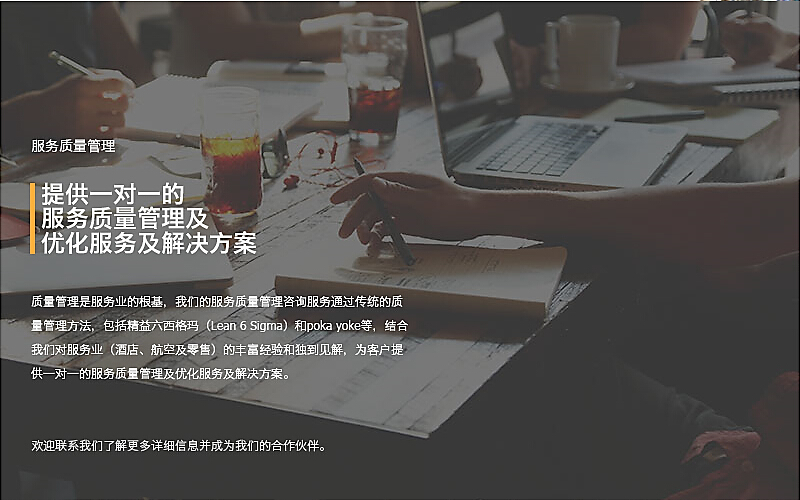 服务质量管理
提供一对一的
服务质量管理及
优化服务及解决方案
质量管理是服务业的根基，我们的服务质量管理咨询服务通过传统的质
量管理方法，包括精益六西格玛（Lean 6 Sigma）和poka yoke等，结合
我们对服务业（酒店、航空及零售）的丰富经验和独到见解，为客户提
供一对一的服务质量管理及优化服务及解决方案。
欢迎联系我们了解更多详细信息并成为我们的合作伙伴。